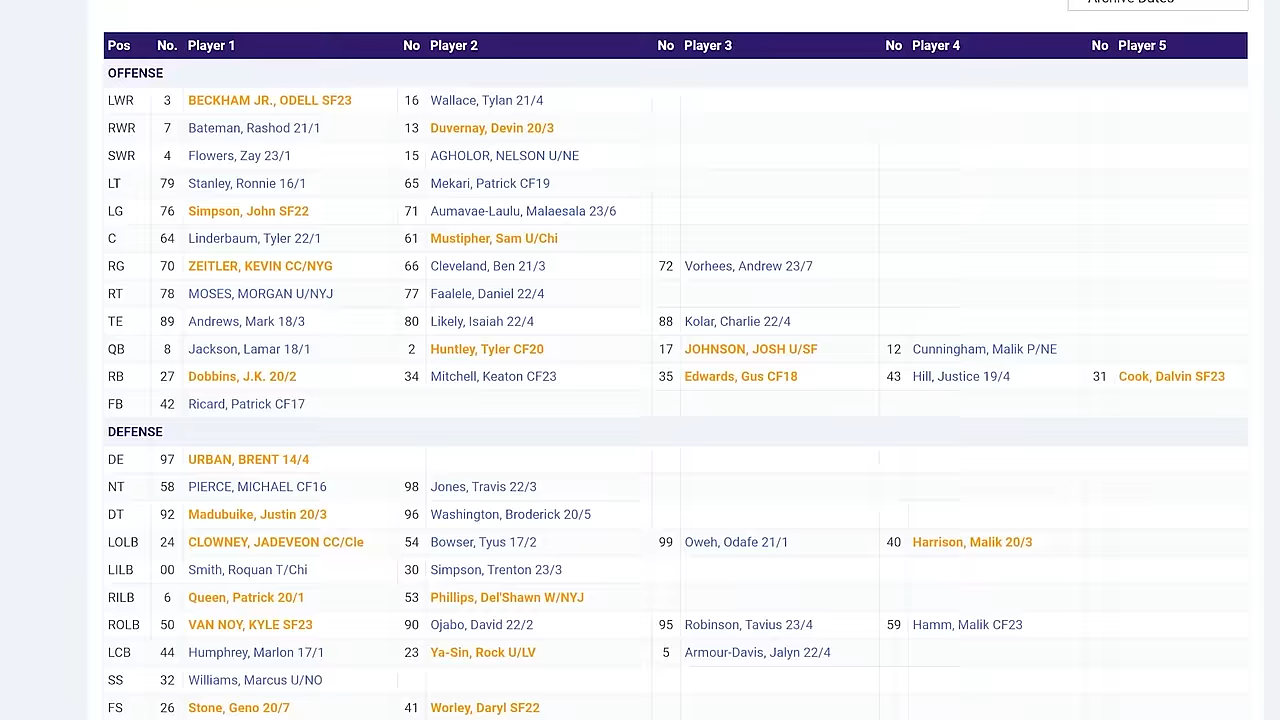 Archive Dates
Pos No. Player 1 No Player 2 No Player 3 No Player 4 No Player 5
OFFENSE
LWR 3 BECKHAM JR., ODELL SF23 16 Wallace, Tylan 21/4
RWR 7 Bateman, Rashod 21/1 13 Duvernay, Devin 20/3
SWR 4 Flowers, Zay 23/1 15 AGHOLOR, NELSON U/NE
LT 79 Stanley, Ronnie 16/1 65 Mekari, Patrick CF19
LG 76 Simpson, John SF22 71 Aumavae-Laulu, Malaesala 23/6
C 64 Linderbaum, Tyler 22/1 61 Mustipher, Sam U/Chi
RG 70 ZEITLER, KEVIN CC/NYG 66 Cleveland, Ben 21/3 72 Vorhees, Andrew 23/7
RT 78 MOSES, MORGAN U/NYJ 77 Faalele, Daniel 22/4
TE 89 Andrews, Mark 18/3 80 Likely, Isaiah 22/4 88 Kolar, Charlie 22/4
QB 8 Jackson, Lamar 18/1 2 Huntley, Tyler CF20 17 JOHNSON, JOSH U/SF 12 Cunningham, Malik P/NE
RB 27 Dobbins, J.K. 20/2 34 Mitchell, Keaton CF23 35 Edwards, Gus CF18 43 Hill, Justice 19/4 31 Cook, Dalvin SF23
FB 42 Ricard, Patrick CF17
DEFENSE
DE 97 URBAN, BRENT 14/4
NT 58 PIERCE, MICHAEL CF16 98 Jones, Travis 22/3
DT 92 Madubuike, Justin 20/3 96 Washington, Broderick 20/5
LOLB 24 CLOWNEY, JADEVEON CC/Cle 54 Bowser, Tyus 17/2 99 Oweh, Odafe 21/1 40 Harrison, Malik 20/3
LILB 00 Smith, Roquan T/Chi 30 Simpson, Trenton 23/3
RILB 6 Queen, Patrick 20/1 53 Phillips, Del'Shawn W/NYJ
ROLB 50 VAN NOY, KYLE SF23 90 Ojabo, David 22/2 95 Robinson, Tavius 23/4 59 Hamm, Malik CF23
LCB 44 Humphrey, Marlon 17/1 23 Ya-Sin, Rock U/LV 5 Armour-Davis, Jalyn 22/4
SS 32 Williams, Marcus U/NO
FS 26 Stone, Geno 20/7 41 Worley, Daryl SF22